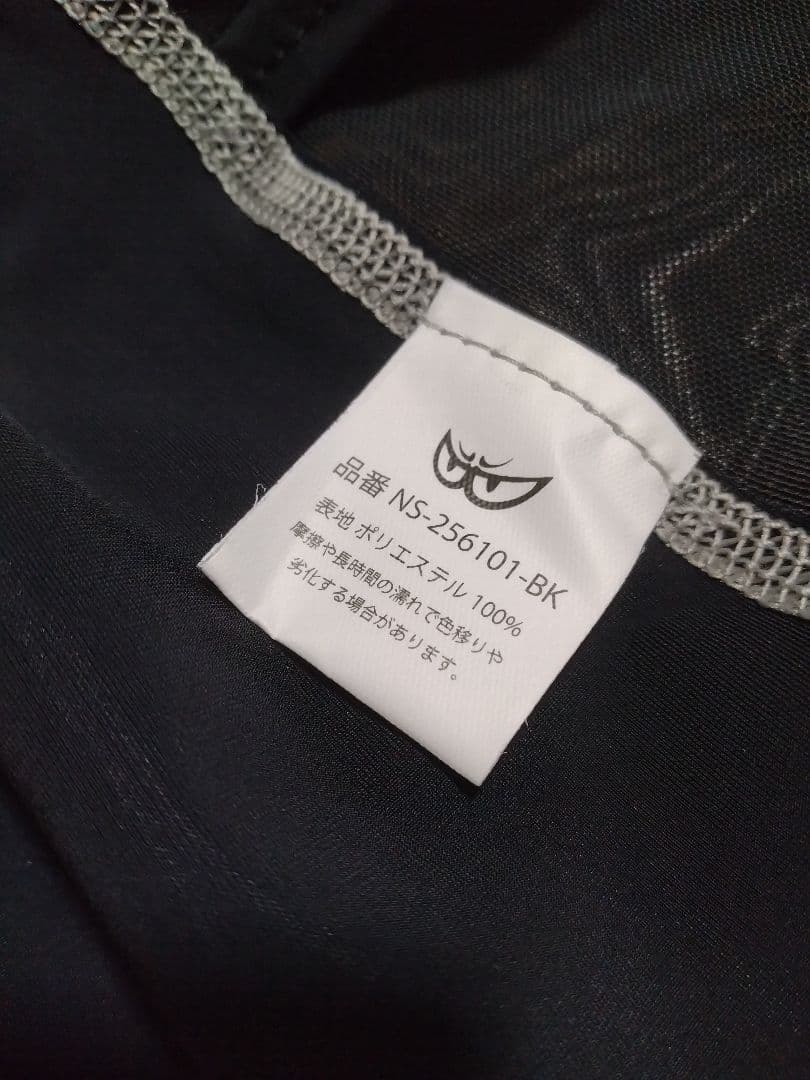 品番 NS-256101-BK
表地 ポリエステル 100%
摩擦や長時間の濡れで色移りや
劣化する場合があります。